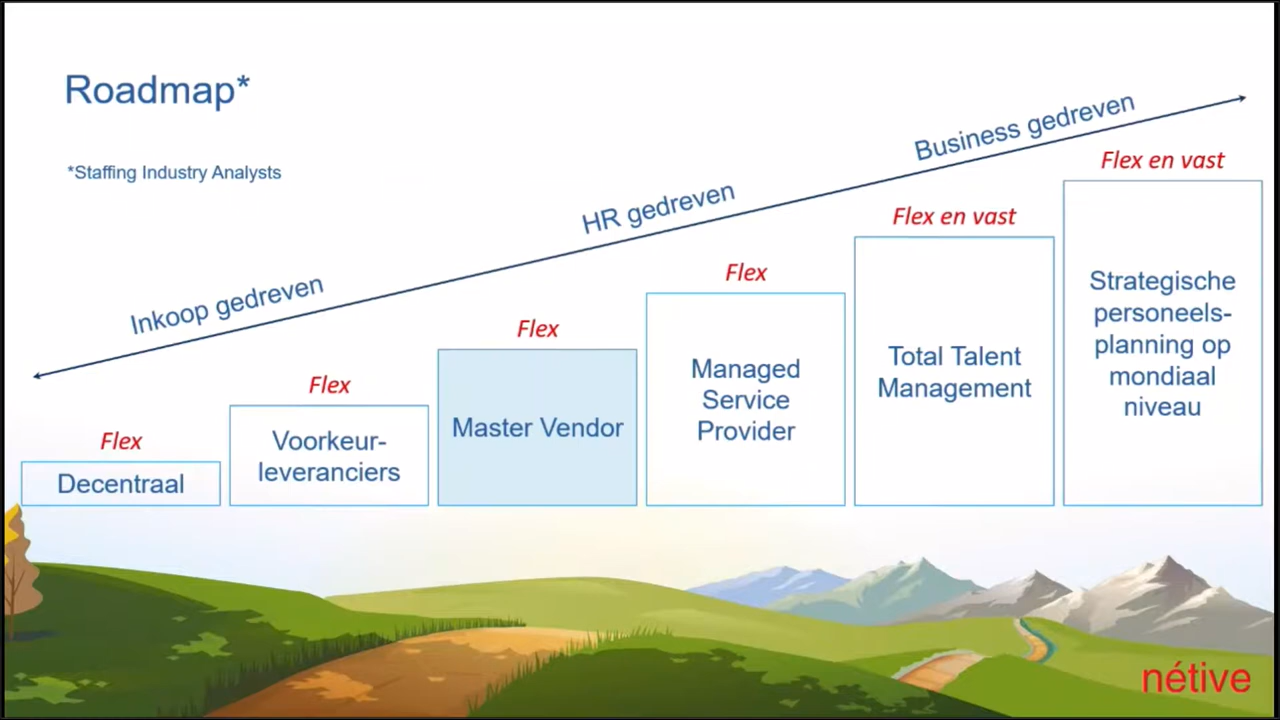 Roadmap*
*Staffing Industry Analysts
Inkoop gedreven
HR gedreven
Business gedreven
Flex
Decentraal
Flex
Voorkeur-
leveranciers
Flex
Master Vendor
Flex
Managed
Service
Provider
Flex en vast
Total Talent
Management
Flex en vast
Strategische
personeels-
planning op
mondiaal
niveau
nétive